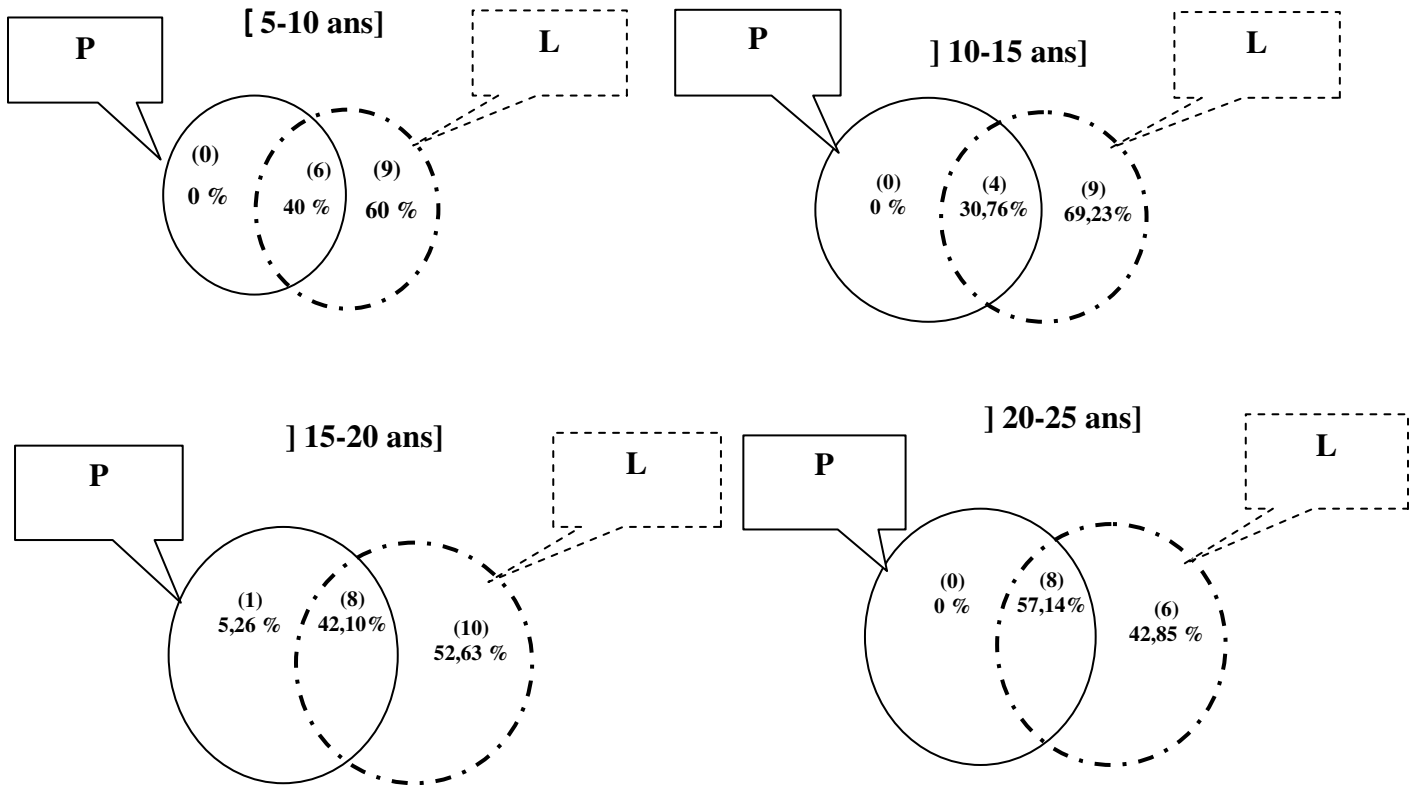 [ 5-10 ans]
P
L
(0)
0 %
(6)
40 %
(9)
60 %
] 10-15 ans]
P
L
(0)
0 %
(4)
30,76%
(9)
69,23%
] 15-20 ans]
P
L
(1)
5,26 %
(8)
42,10%
(10)
52,63 %
] 20-25 ans]
P
L
(0)
0 %
(8)
57,14%
(6)
42,85 %